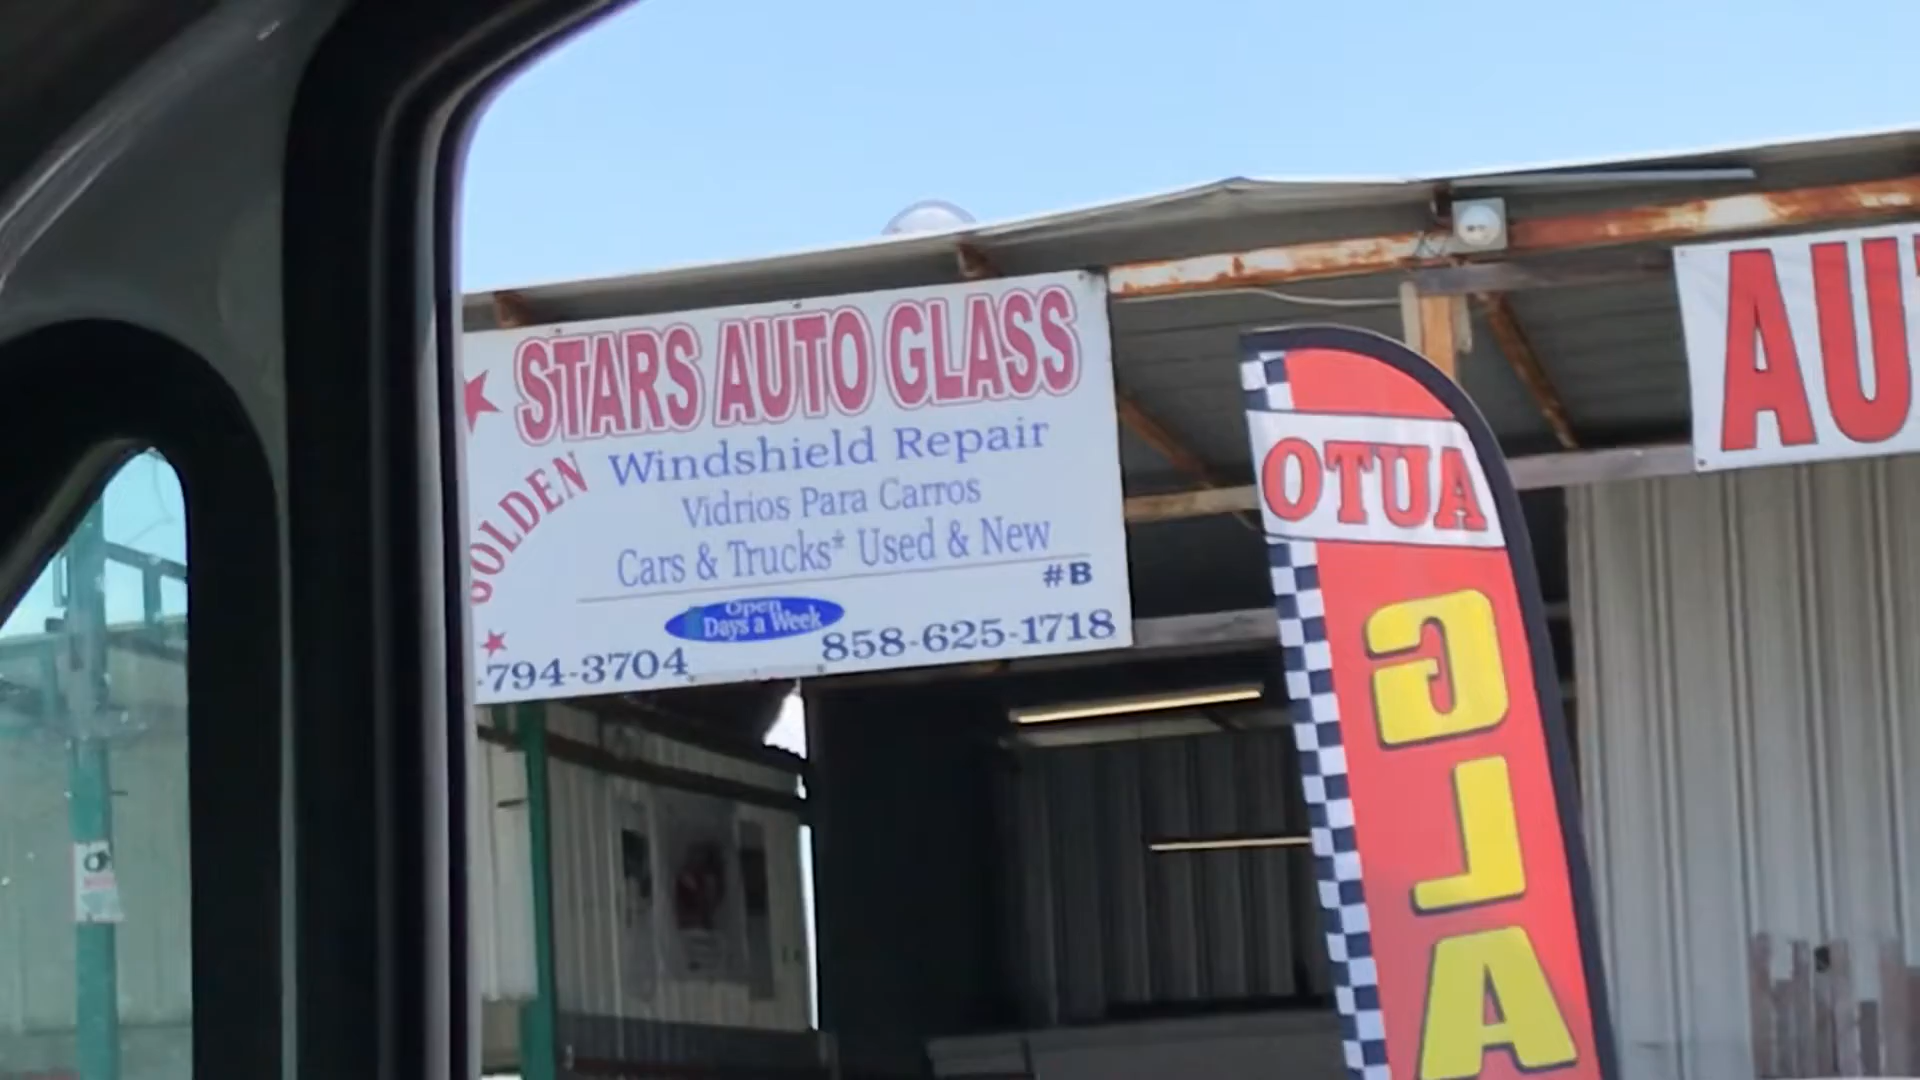 STARS AUTO GLASS
GOLDEN
Windshield Repair
Vidrios Para Carros
Cars & Trucks* Used & New
#B
Open
Days a Week
794-3704
858-625-1718
AUTO
GLA
AU